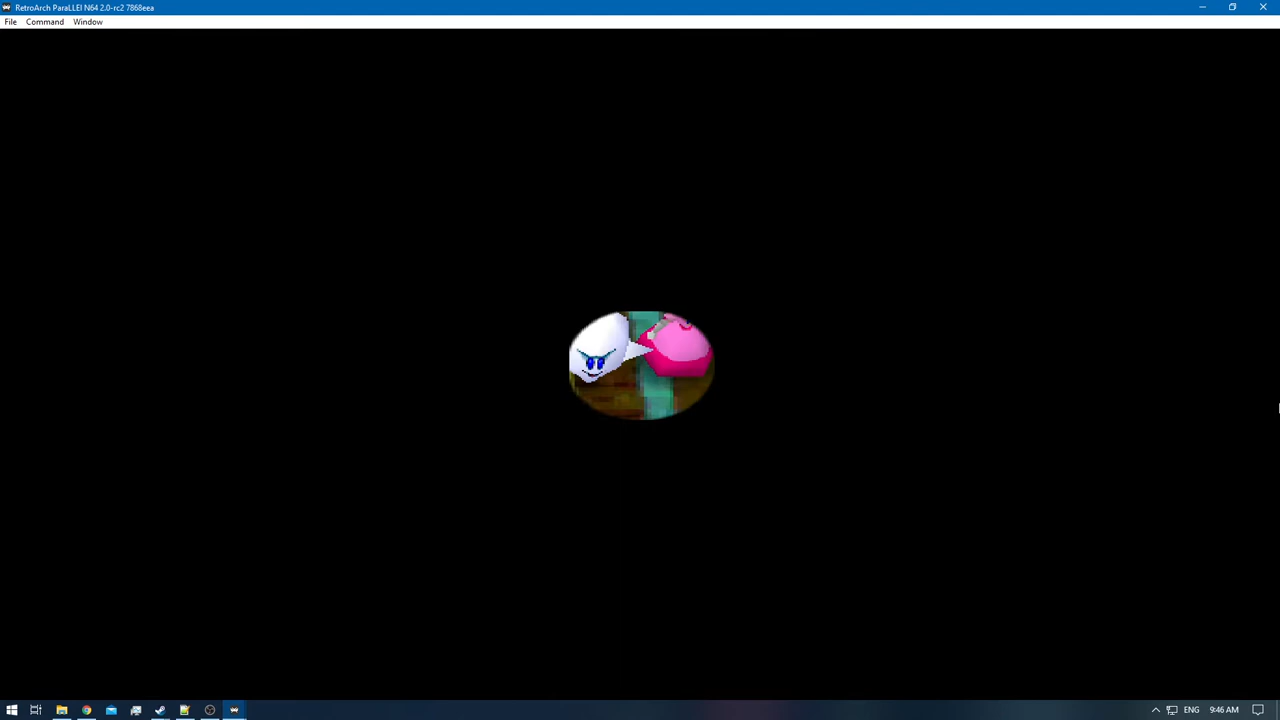 RetroArch ParaLLEl N64 2.0-rc2 7868eea
File Command Window
ENG 9:46 AM